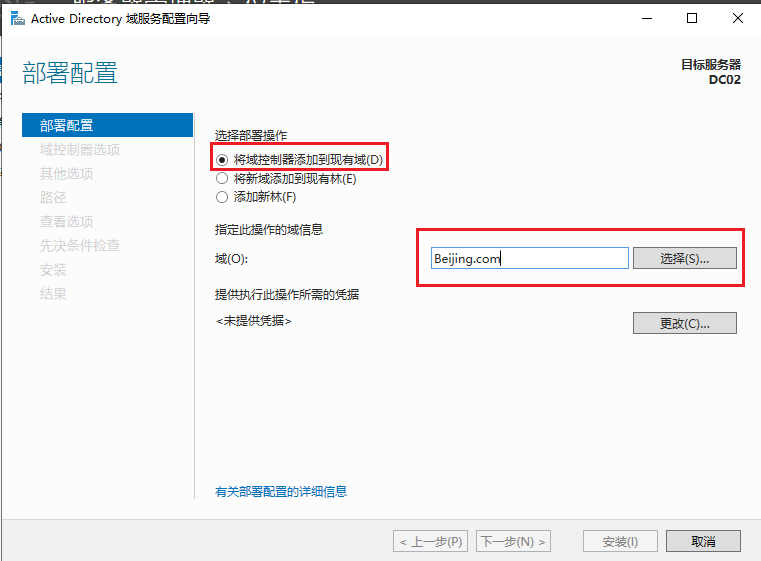 Active Directory 域服务配置向导
部署配置
目标服务器
DC02
部署配置
域控制器选项
其他选项
路径
查看选项
先决条件检查
安装
结果
选择部署操作
将域控制器添加到现有域(D)
将新域添加到现有林(E)
添加新林(F)
指定此操作的域信息
域(O): Beijing.com 选择(S)...
提供执行此操作所需的凭据
<未提供凭据> 更改(C)...
有关部署配置的详细信息
< 上一步(P) 下一步(N) > 安装(I) 取消